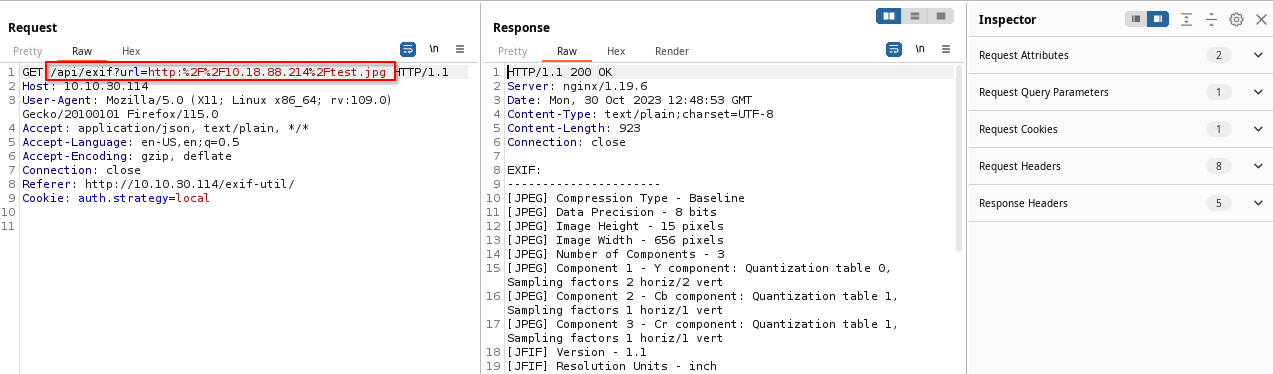 Request
Pretty Raw Hex
\n
1 GET /api/exif?url=http:%2F%2F10.18.88.214%2Ftest.jpg HTTP/1.1
2 Host: 10.10.30.114
3 User-Agent: Mozilla/5.0 (X11; Linux x86_64; rv:109.0)
Gecko/20100101 Firefox/115.0
4 Accept: application/json, text/plain, */*
5 Accept-Language: en-US,en;q=0.5
6 Accept-Encoding: gzip, deflate
7 Connection: close
8 Referer: http://10.10.30.114/exif-util/
9 Cookie: auth.strategy=local
10
11
Response
Pretty Raw Hex Render
\n
1 HTTP/1.1 200 OK
2 Server: nginx/1.19.6
3 Date: Mon, 30 Oct 2023 12:48:53 GMT
4 Content-Type: text/plain;charset=UTF-8
5 Content-Length: 923
6 Connection: close
7
8 EXIF:
9 ----------------------
10 [JPEG] Compression Type - Baseline
11 [JPEG] Data Precision - 8 bits
12 [JPEG] Image Height - 15 pixels
13 [JPEG] Image Width - 656 pixels
14 [JPEG] Number of Components - 3
15 [JPEG] Component 1 - Y component: Quantization table 0,
Sampling factors 2 horiz/2 vert
16 [JPEG] Component 2 - Cb component: Quantization table 1,
Sampling factors 1 horiz/1 vert
17 [JPEG] Component 3 - Cr component: Quantization table 1,
Sampling factors 1 horiz/1 vert
18 [JFIF] Version - 1.1
19 [JFIF] Resolution Units - inch
Inspector
Request Attributes 2
Request Query Parameters 1
Request Cookies 1
Request Headers 8
Response Headers 5